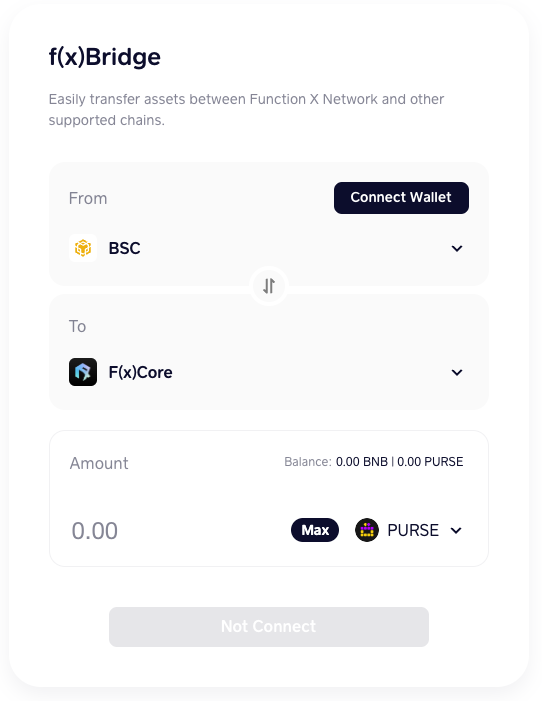 f(x)Bridge
Easily transfer assets between Function X Network and other
supported chains.
From
Connect Wallet
BSC
To
F(x)Core
Amount
Balance: 0.00 BNB | 0.00 PURSE
0.00
Max
PURSE
Not Connect